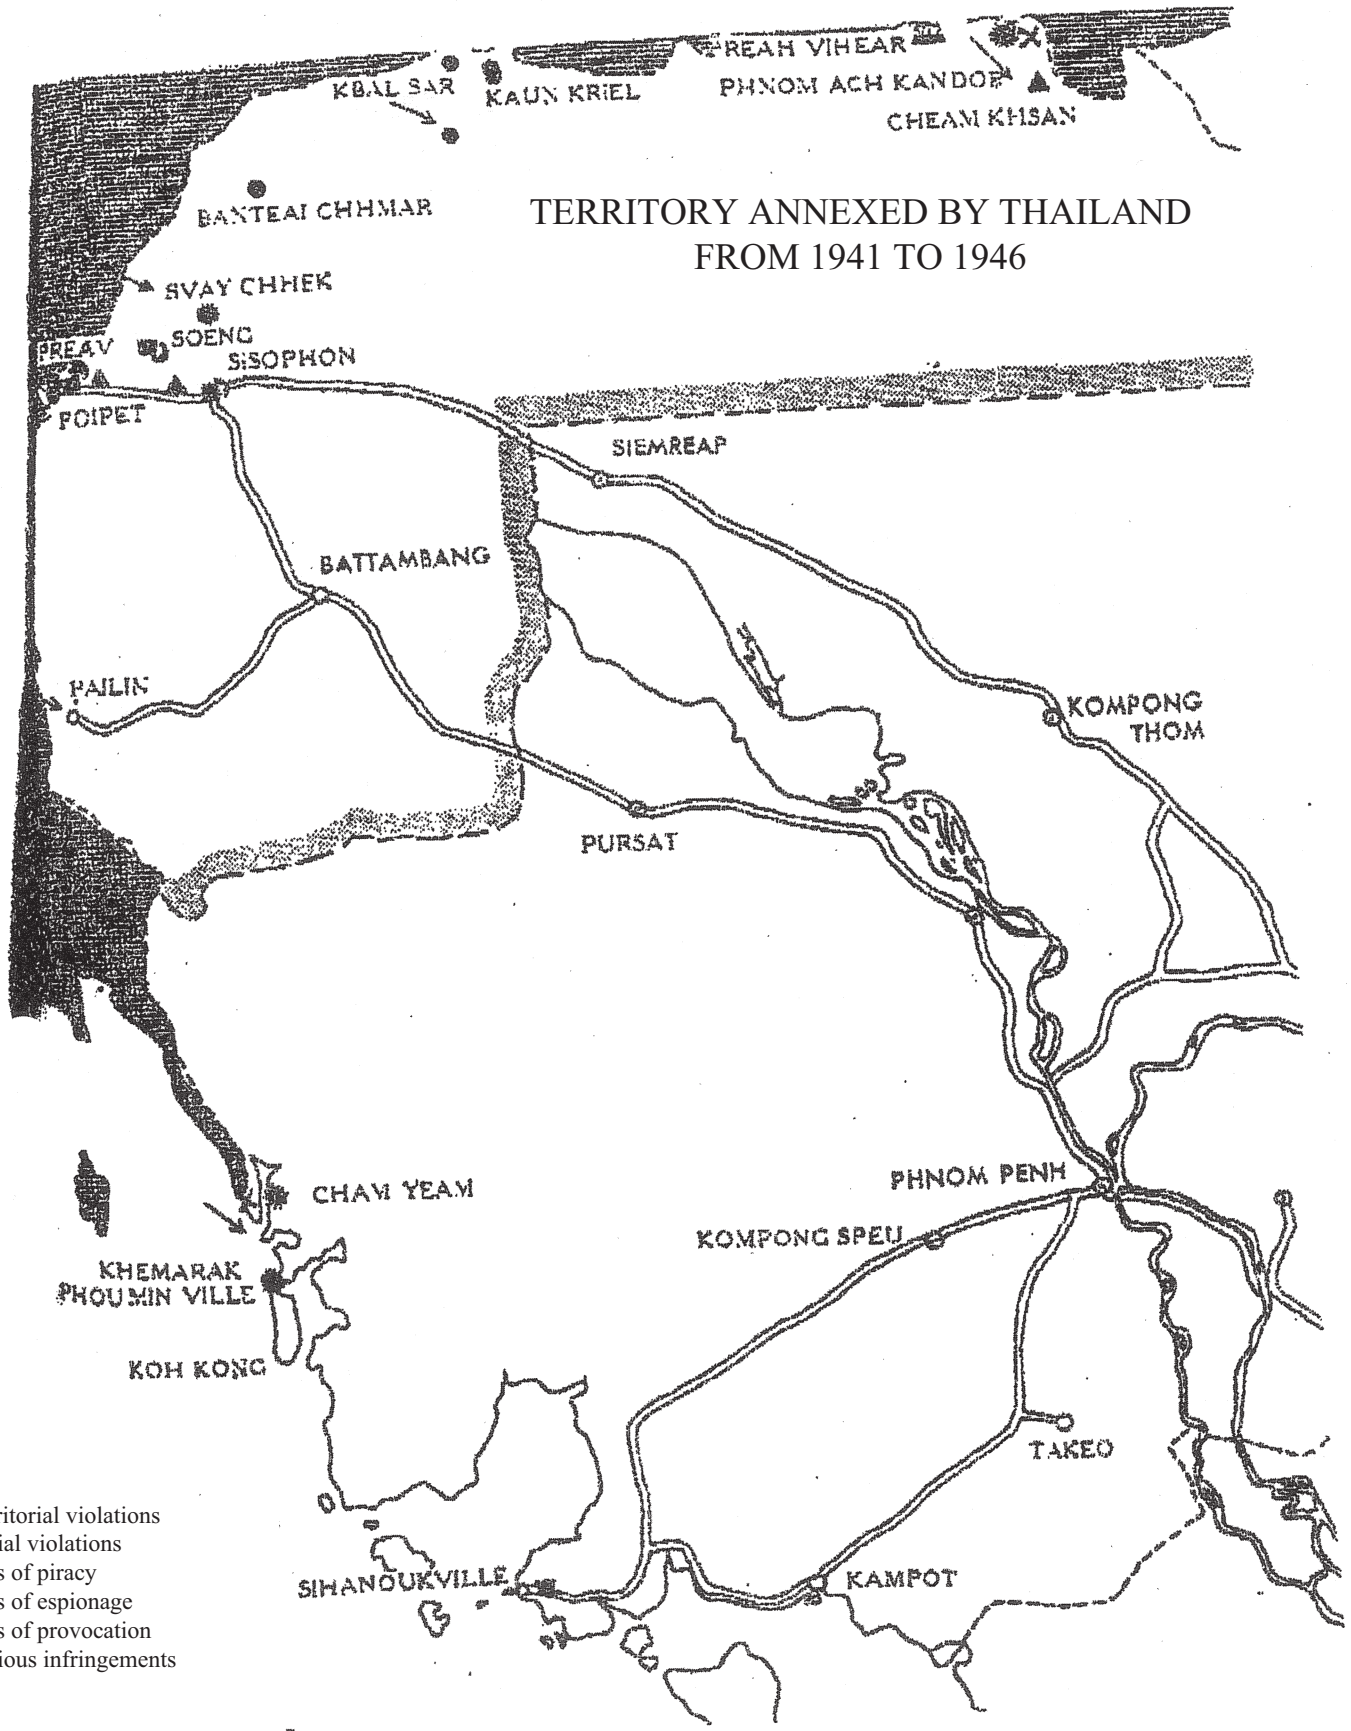 PREAH VIHEAR
KBAL SAR
KAUN KRIEL
PHNOM ACH KANDOF
CHEAM KHSAN
BANTEAI CHHMAR
TERRITORY ANNEXED BY THAILAND
FROM 1941 TO 1946
SVAY CHHEK
SOENG
PREAV
SISOPHON
POIPET
SIEMREAP
BATTAMBANG
PAILIN
KOMPONG
THOM
PURSAT
CHAM YEAM
PHNOM PENH
KOMPONG SPEU
KHEMARAK
PHOUMIN VILLE
KOH KONG
TAKEO
ritorial violations
ial violations
s of piracy
s of espionage
s of provocation
ious infringements
SIHANOUKVILLE
KAMPOT